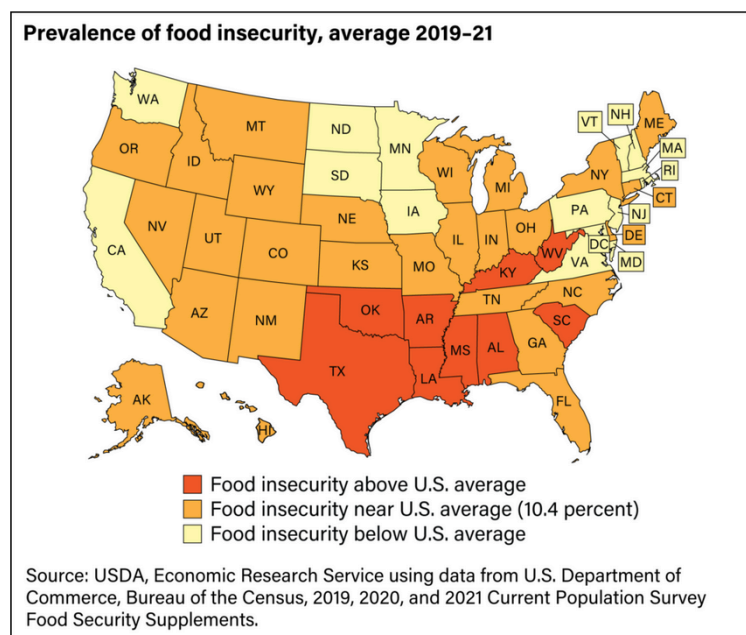 Prevalence of food insecurity, average 2019–21
WA
MT
ND
MN
VT
NH
ME
MA
RI
OR
ID
WY
SD
WI
MI
NY
CT
NJ
PA
IA
NE
NV
UT
CO
CA
IL
IN
OH
DC
DE
MD
WV
VA
KS
MO
KY
AZ
NM
OK
AR
TN
NC
SC
TX
LA
MS
AL
GA
FL
AK
HI
Food insecurity above U.S. average
Food insecurity near U.S. average (10.4 percent)
Food insecurity below U.S. average
Source: USDA, Economic Research Service using data from U.S. Department of
Commerce, Bureau of the Census, 2019, 2020, and 2021 Current Population Survey
Food Security Supplements.